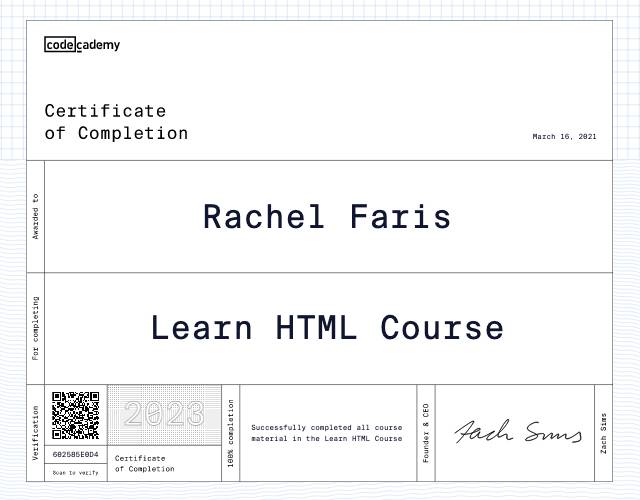 codecademy
Certificate
of Completion
March 16, 2021
Awarded to
Rachel Faris
For completing
Learn HTML Course
Verification
602585E0D4
Scan to verify
2023
Certificate
of Completion
100% completion
Successfully completed all course
material in the Learn HTML Course
Founder & CEO
Zach Sims
Zach Sims